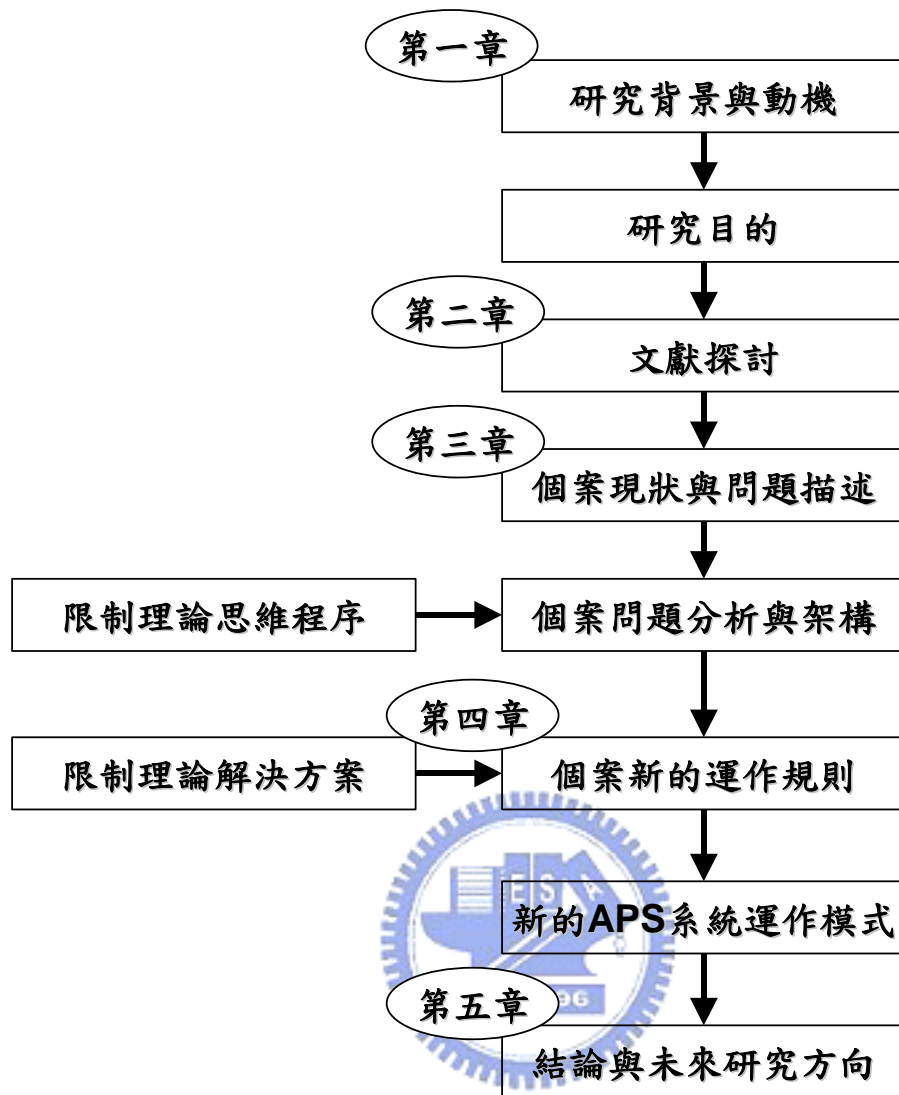 第一章
研究背景與動機
研究目的
第二章
文獻探討
第三章
個案現狀與問題描述
限制理論思維程序
個案問題分析與架構
第四章
限制理論解決方案
個案新的運作規則
E S A
新的APS系統運作模式
96
第五章
結論與未來研究方向